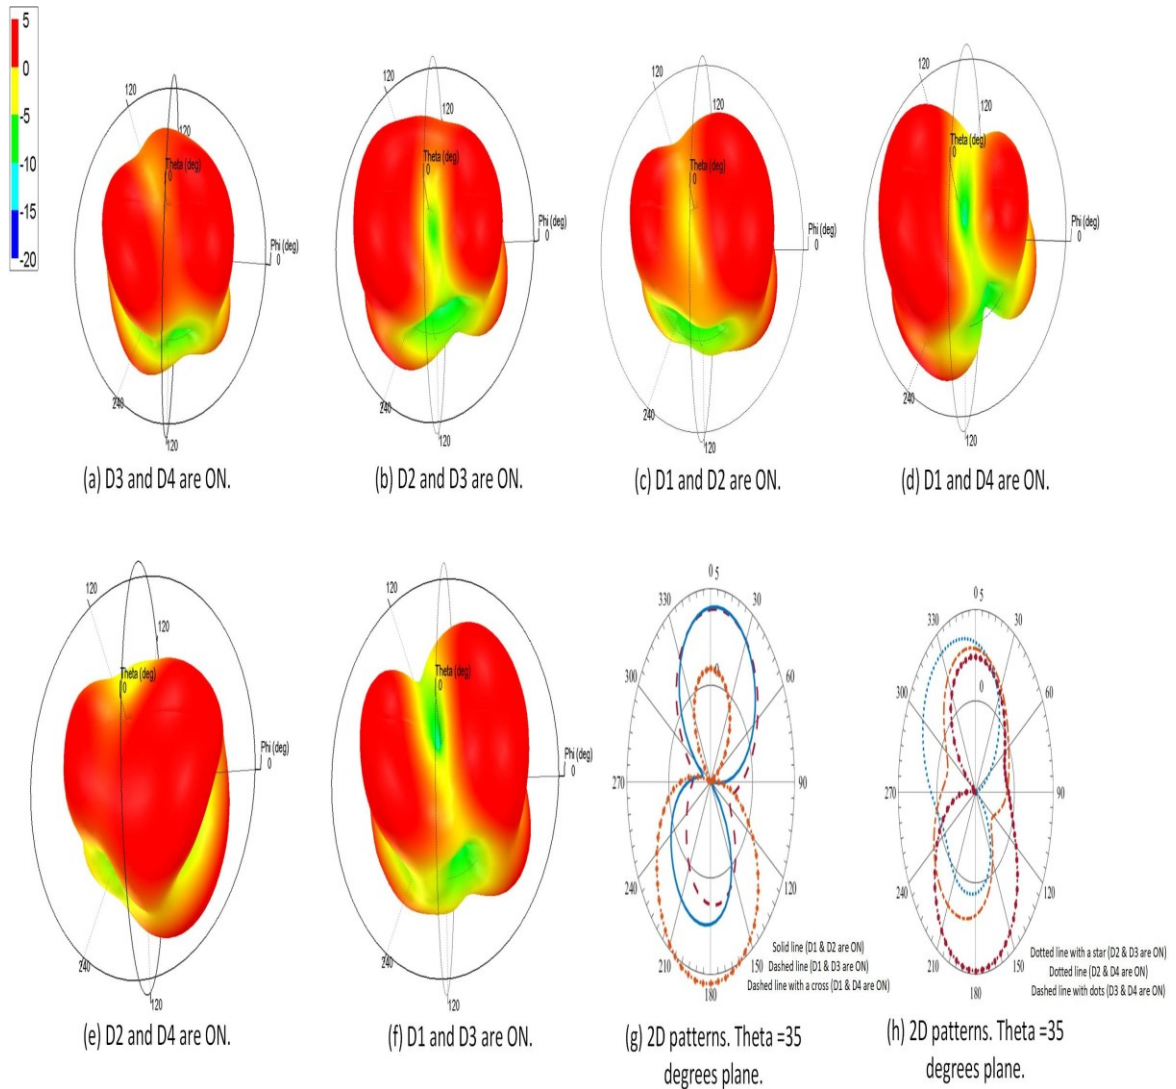 5
0
-5
-10
-15
-20
120
120
Theta (deg)
0
Phi (deg)
0
240
120
(a) D3 and D4 are ON.
120
120
Theta (deg)
0
Phi (deg)
0
240
120
(b) D2 and D3 are ON.
120
120
Theta (deg)
0
Phi (deg)
0
240
120
(c) D1 and D2 are ON.
120
120
Theta (deg)
0
Phi (deg)
0
240
120
(d) D1 and D4 are ON.
120
120
Theta (deg)
0
Phi (deg)
0
240
120
(e) D2 and D4 are ON.
120
120
Theta (deg)
0
Phi (deg)
0
240
120
(f) D1 and D3 are ON.
0 5
330 30
300 0 60
270 90
240 120
210 150
180
Solid line (D1 & D2 are ON)
Dashed line (D1 & D3 are ON)
Dashed line with a cross (D1 & D4 are ON)
(g) 2D patterns. Theta =35
degrees plane.
0 5
330 30
300 0 60
270 90
240 120
210 150
180
Dotted line with a star (D2 & D3 are ON)
Dotted line (D2 & D4 are ON)
Dashed line with dots (D3 & D4 are ON)
(h) 2D patterns. Theta =35
degrees plane.